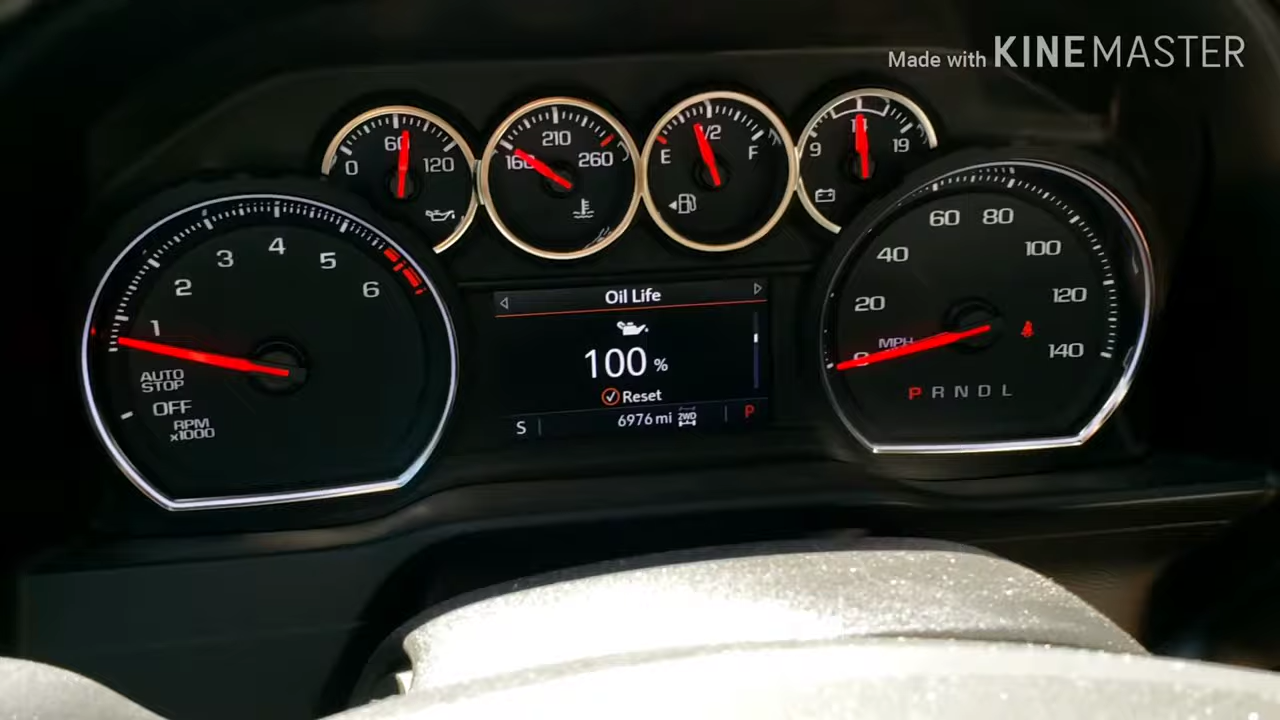 Made with KINEMASTER
0 60 120
160 210 260
E 1/2 F
9 19
1 2 3 4 5 6
AUTO
STOP
OFF
RPM
x1000
Oil Life
100 %
Reset
S 6976 mi 2WD P
0 20 40 60 80 100 120 140
MPH
P R N D L